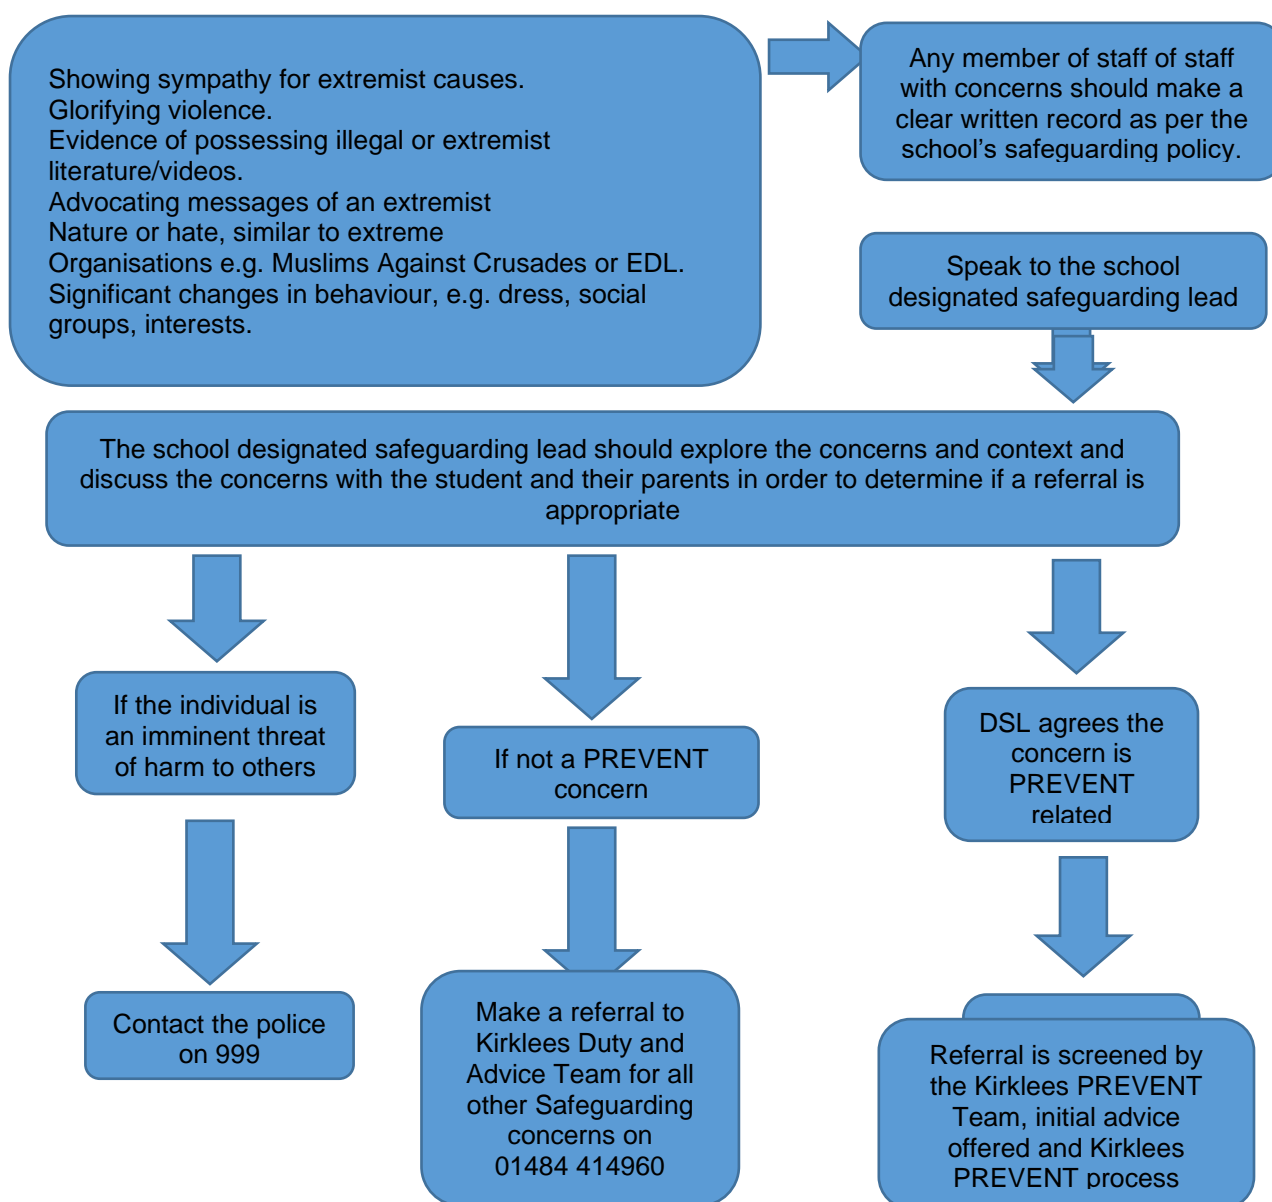 Showing sympathy for extremist causes.
Glorifying violence.
Evidence of possessing illegal or extremist
literature/videos.
Advocating messages of an extremist
Nature or hate, similar to extreme
Organisations e.g. Muslims Against Crusades or EDL.
Significant changes in behaviour, e.g. dress, social
groups, interests.
Any member of staff of staff
with concerns should make a
clear written record as per the
school’s safeguarding policy.
Speak to the school
designated safeguarding lead
The school designated safeguarding lead should explore the concerns and context and
discuss the concerns with the student and their parents in order to determine if a referral is
appropriate
If the individual is
an imminent threat
of harm to others
If not a PREVENT
concern
DSL agrees the
concern is
PREVENT
related
Contact the police
on 999
Make a referral to
Kirklees Duty and
Advice Team for all
other Safeguarding
concerns on
01484 414960
Referral is screened by
the Kirklees PREVENT
Team, initial advice
offered and Kirklees
PREVENT process